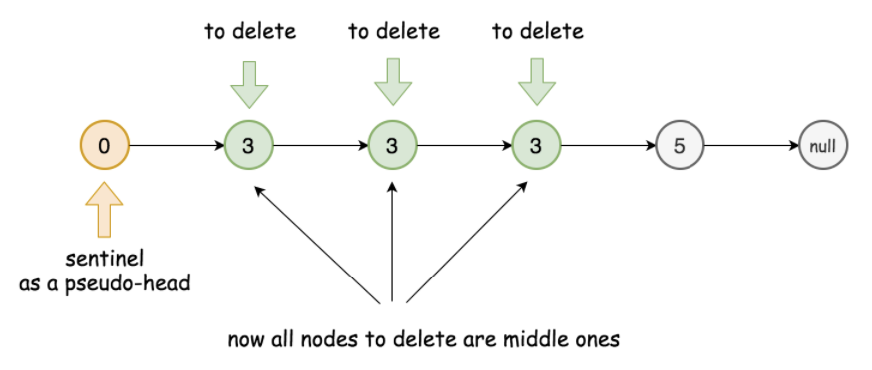 to delete to delete to delete
0 3 3 3 5 null
sentinel
as a pseudo-head
now all nodes to delete are middle ones